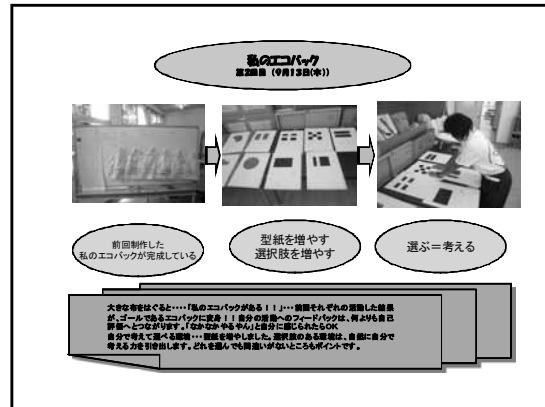 私のエコバック
第2回目（9月13日(木)）
前回制作した
私のエコバックが完成している
型紙を増やす
選択肢を増やす
選ぶ＝考える
大きな布をはぐると・・・・「私のエコバックがある！！」・・・前回それぞれの活動した結果
が、ゴールであるエコバックに変身！！自分の活動へのフィードバックは、何よりも自己
評価へとつながります。「なかなかやるやん」と自分に感じられたらOK
自分で考えて選べる環境・・・型紙を増やしました。選択肢のある環境は、自然に自分で
考える力を引き出します。どれを選んでも間違いがないところもポイントです。